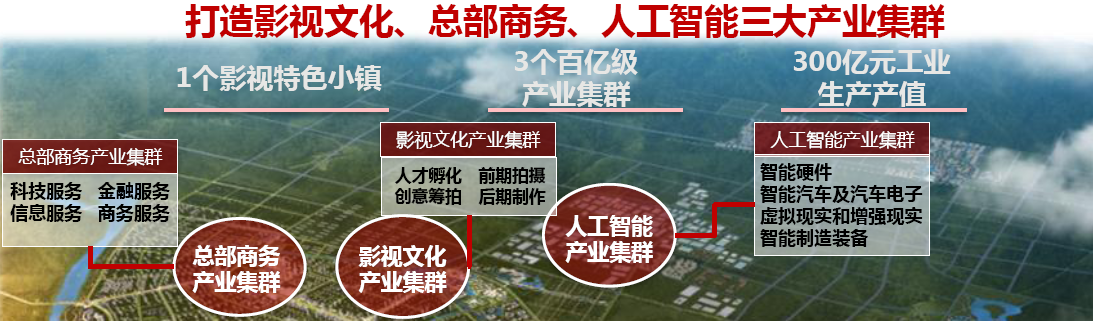 打造影视文化、总部商务、人工智能三大产业集群
1个影视特色小镇
3个百亿级
产业集群
300亿元工业
生产产值
总部商务产业集群
科技服务 金融服务
信息服务 商务服务
影视文化产业集群
人才孵化 前期拍摄
创意筹拍 后期制作
人工智能产业集群
智能硬件
智能汽车及汽车电子
虚拟现实和增强现实
智能制造装备
总部商务
产业集群
影视文化
产业集群
人工智能
产业集群